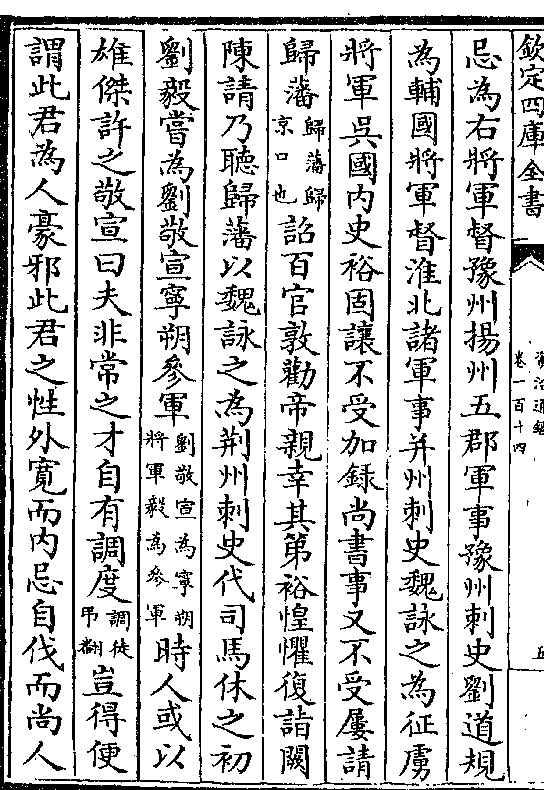 欽定四庫全書
資治通鑑
卷一百十四
忌為右將軍督豫州揚州五郡軍事豫州刺史劉道規
為輔國將軍督淮北諸軍事并州刺史魏詠之為征虜
將軍吳國內史裕固讓不受加録尚書事又不受屢請
歸藩歸藩歸京口也詔百官敦勸帝親幸其第裕惶懼復詣闕
陳請乃聽歸藩以魏詠之為荆州刺史代司馬休之初
劉毅嘗為劉敬宣寧朔參軍劉敬宣為寧朔將軍毅為參軍時人或以
雄傑許之敬宣曰夫非常之才自有調度調徒弔翻豈得便
謂此君為人豪邪此君之性外寛而内忌自伐而尚人